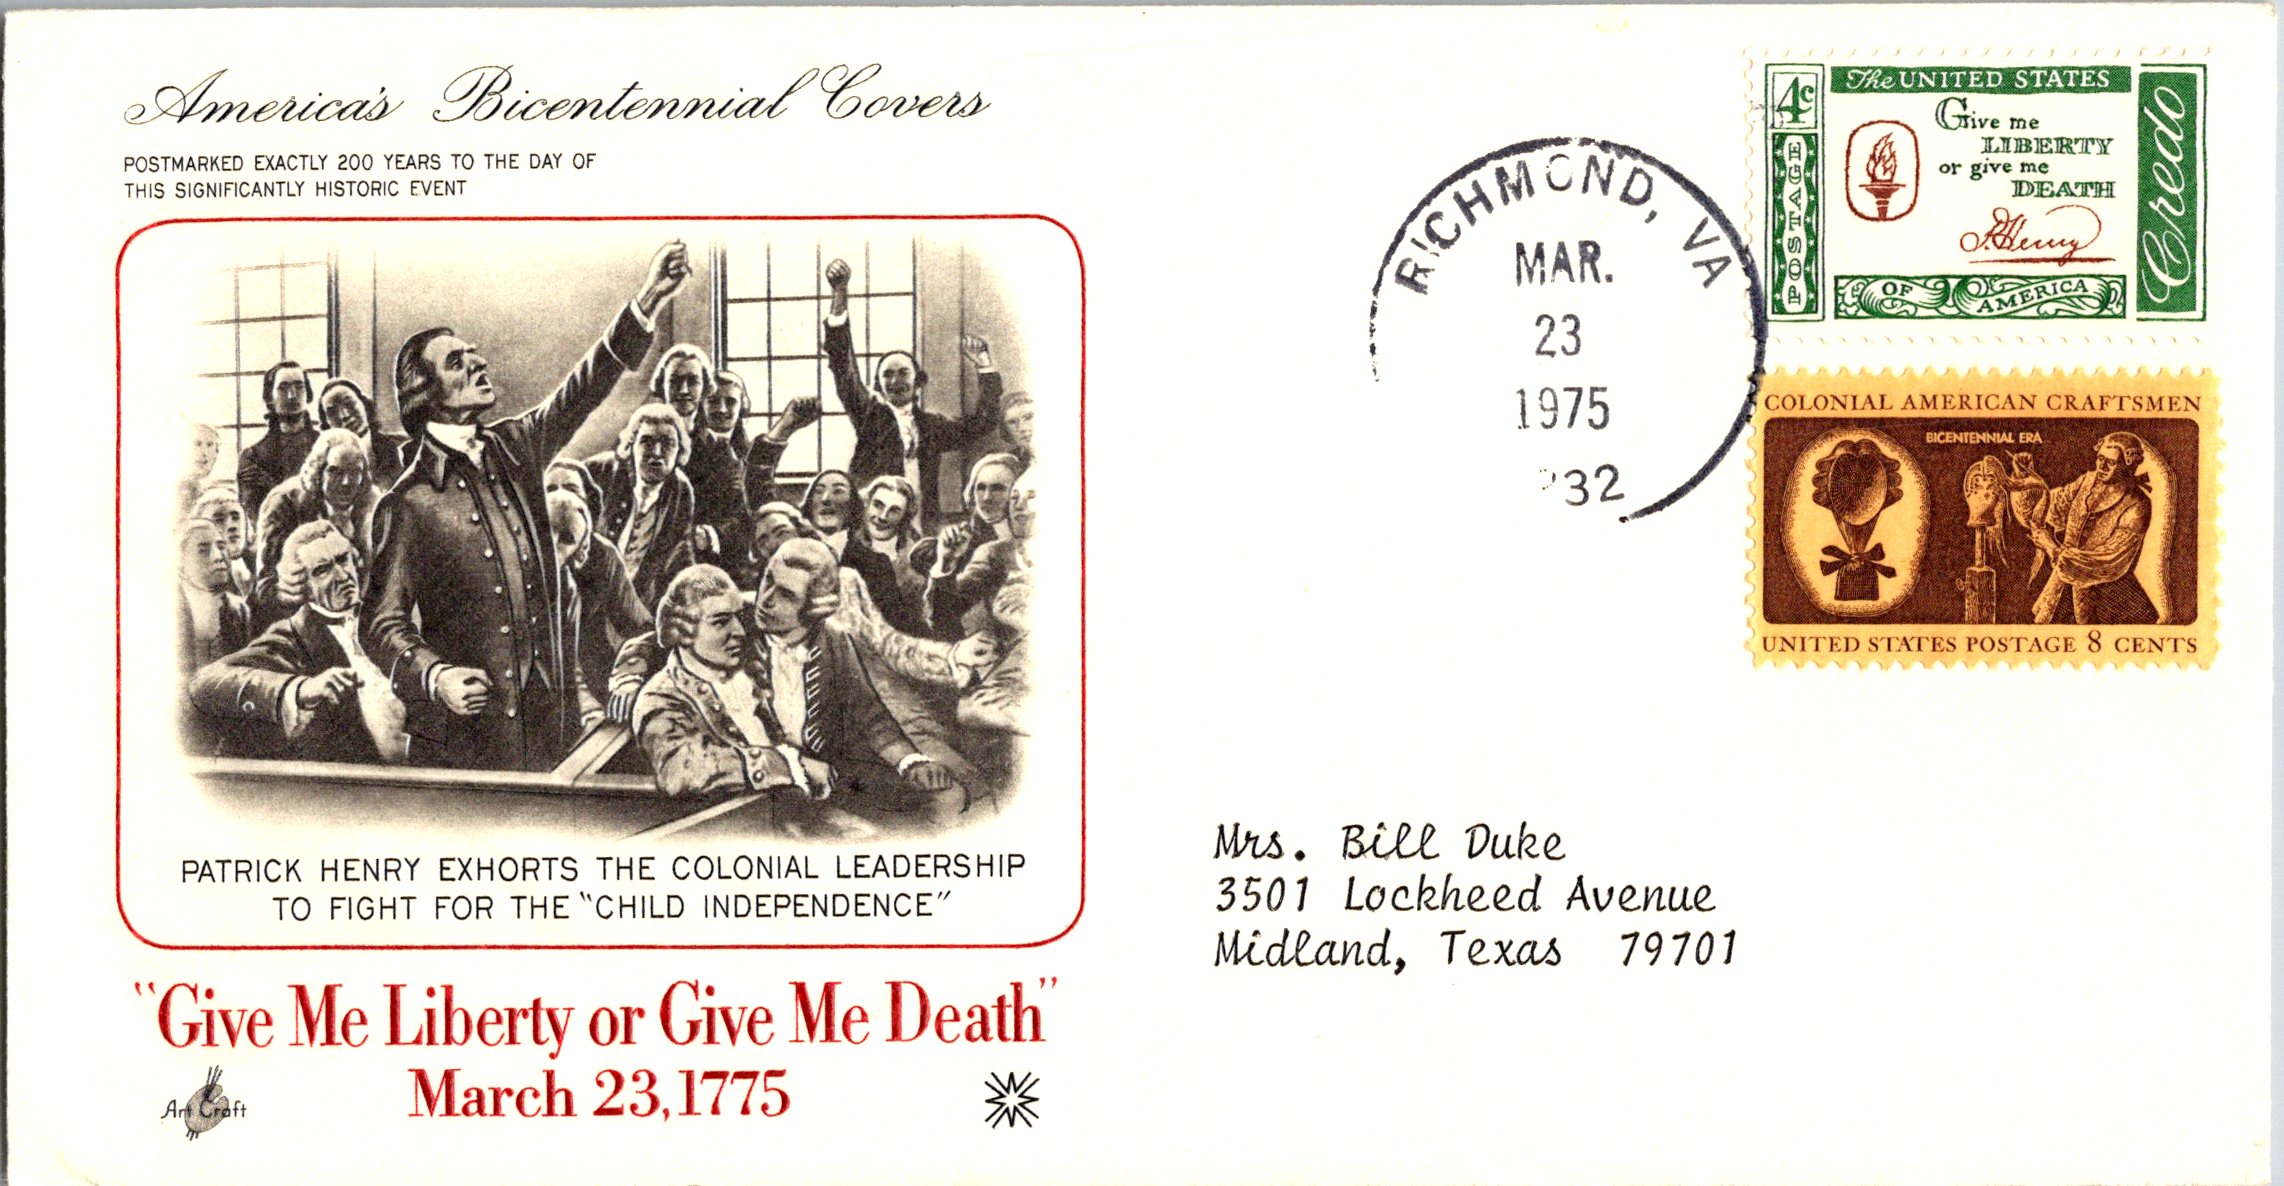 America's Bicentennial Covers
POSTMARKED EXACTLY 200 YEARS TO THE DAY OF
THIS SIGNIFICANTLY HISTORIC EVENT
PATRICK HENRY EXHORTS THE COLONIAL LEADERSHIP
TO FIGHT FOR THE "CHILD INDEPENDENCE"
"Give Me Liberty or Give Me Death"
March 23, 1775
Art Craft
RICHMOND, VA
MAR.
23
1975
232
4c
POSTAGE
The UNITED STATES
Give me
LIBERTY
or give me
DEATH
P. Henry
OF AMERICA
Credo
COLONIAL AMERICAN CRAFTSMEN
BICENTENNIAL ERA
UNITED STATES POSTAGE 8 CENTS
Mrs. Bill Duke
3501 Lockheed Avenue
Midland, Texas 79701